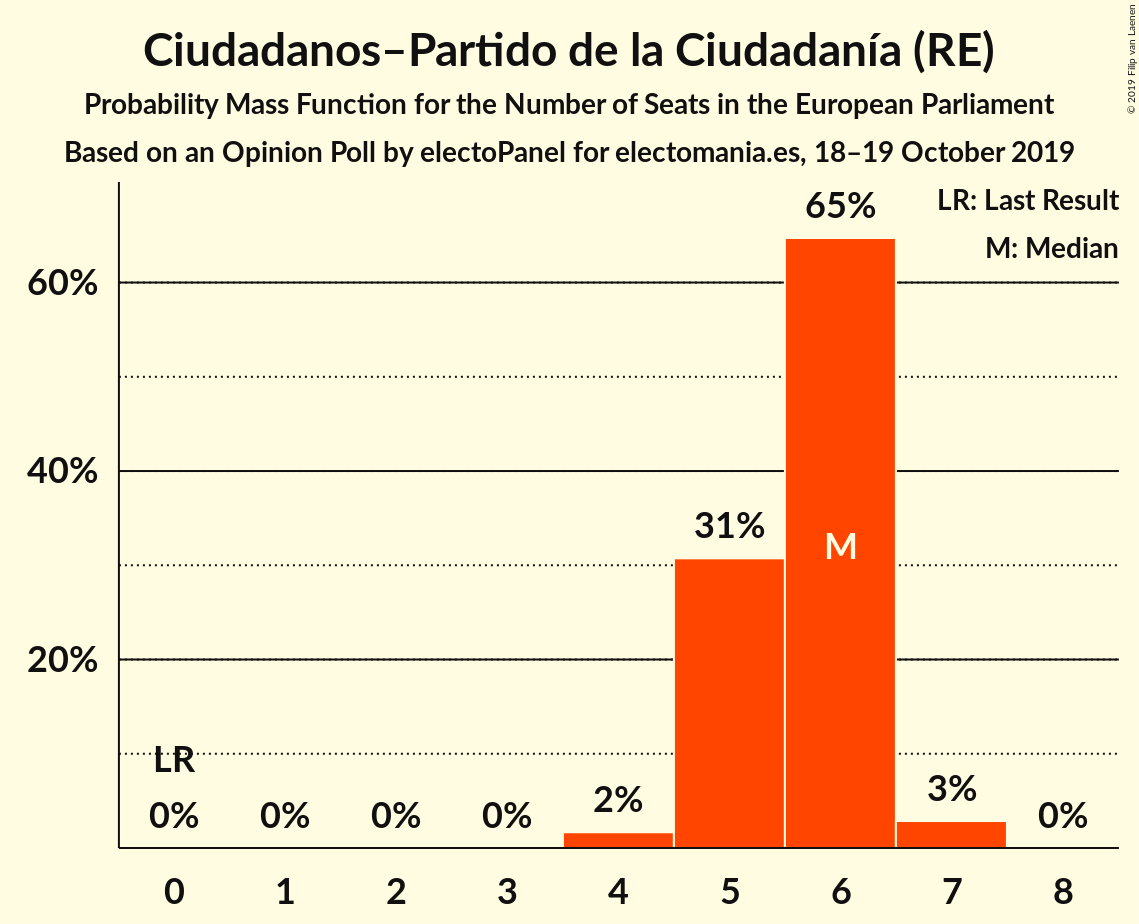 Ciudadanos–Partido de la Ciudadanía (RE)
Probability Mass Function for the Number of Seats in the European Parliament
Based on an Opinion Poll by electoPanel for electomania.es, 18–19 October 2019
© 2019 Filip van Laenen
LR: Last Result
M: Median
65%
60%
40%
31%
M
20%
LR
0% 0% 0% 0% 2% 3% 0%
0 1 2 3 4 5 6 7 8